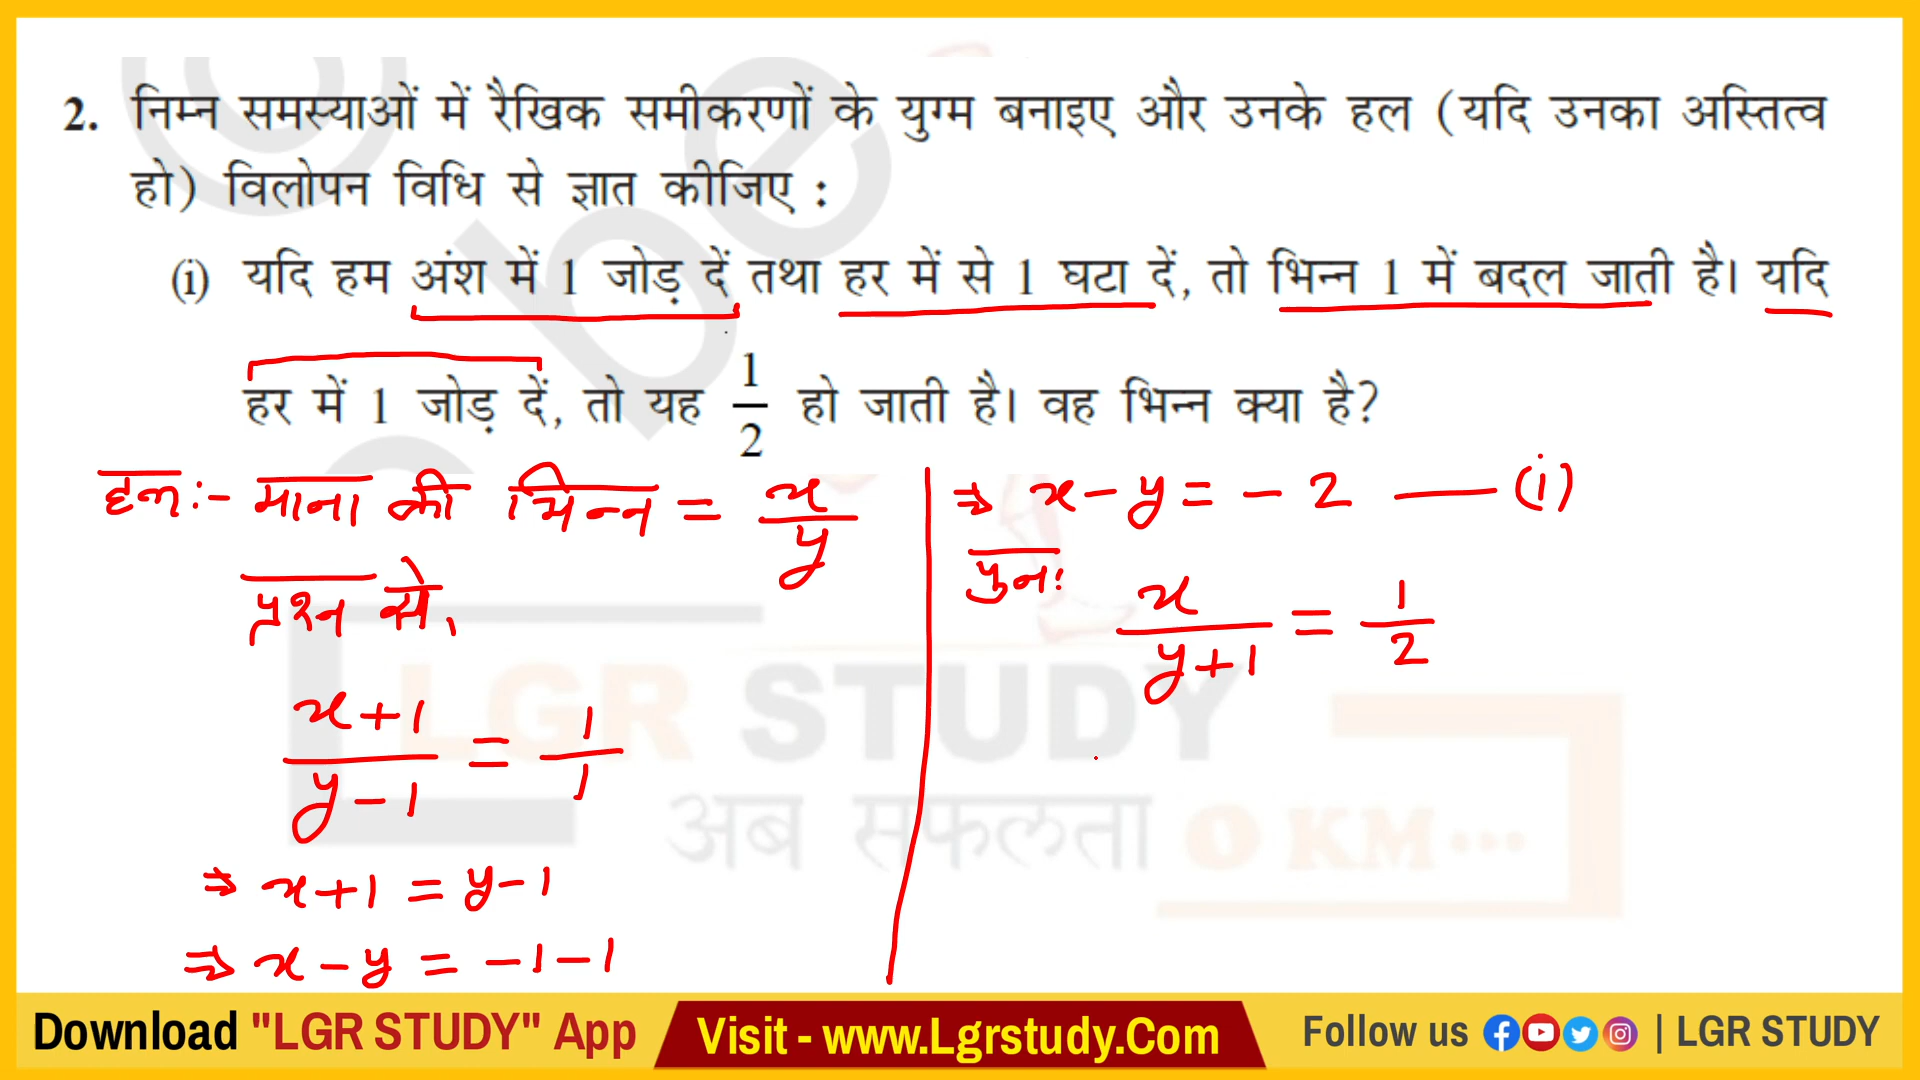 2. निम्न समस्याओं में रैखिक समीकरणों के युग्म बनाइए और उनके हल (यदि उनका अस्तित्व
हो) विलोपन विधि से ज्ञात कीजिए :
(i) यदि हम अंश में 1 जोड़ दें तथा हर में से 1 घटा दें, तो भिन्न 1 में बदल जाती है। यदि
हर में 1 जोड़ दें, तो यह 1/2 हो जाती है। वह भिन्न क्या है?
हल:- माना की भिन्न = x/y
प्रश्न से,
(x+1)/(y-1) = 1/1
⇒ x+1 = y-1
⇒ x-y = -1-1
⇒ x-y = -2 — (i)
पुनः
x/(y+1) = 1/2
LGR STUDY
अब सफलता 0 KM...
Download "LGR STUDY" App
Visit - www.Lgrstudy.Com
Follow us | LGR STUDY